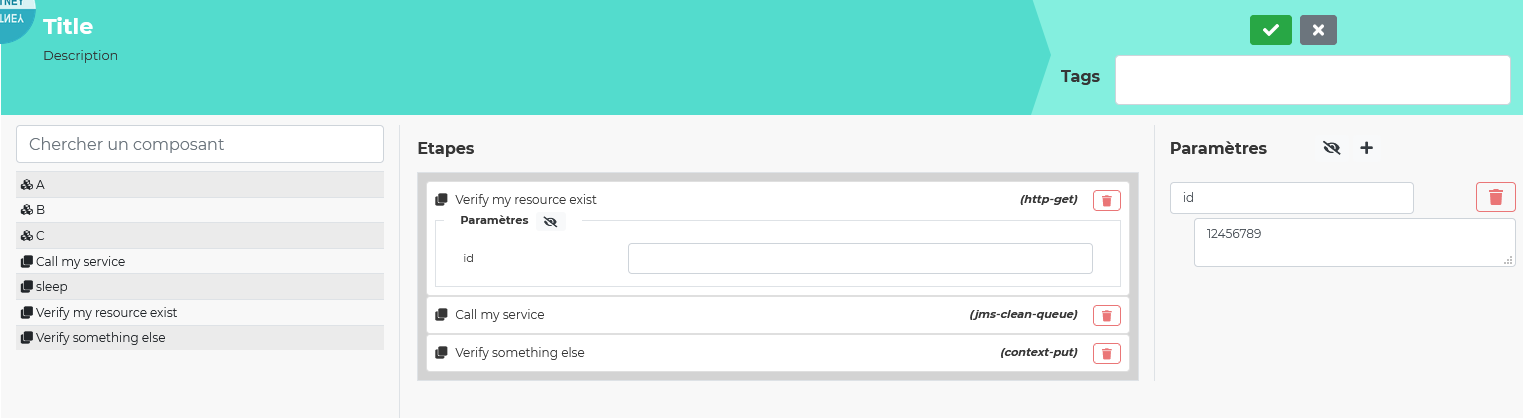 Title
Description
Tags
Chercher un composant
A
B
C
Call my service
sleep
Verify my resource exist
Verify something else
Etapes
Verify my resource exist (http-get)
Paramètres
id
Call my service (jms-clean-queue)
Verify something else (context-put)
Paramètres
id
12456789